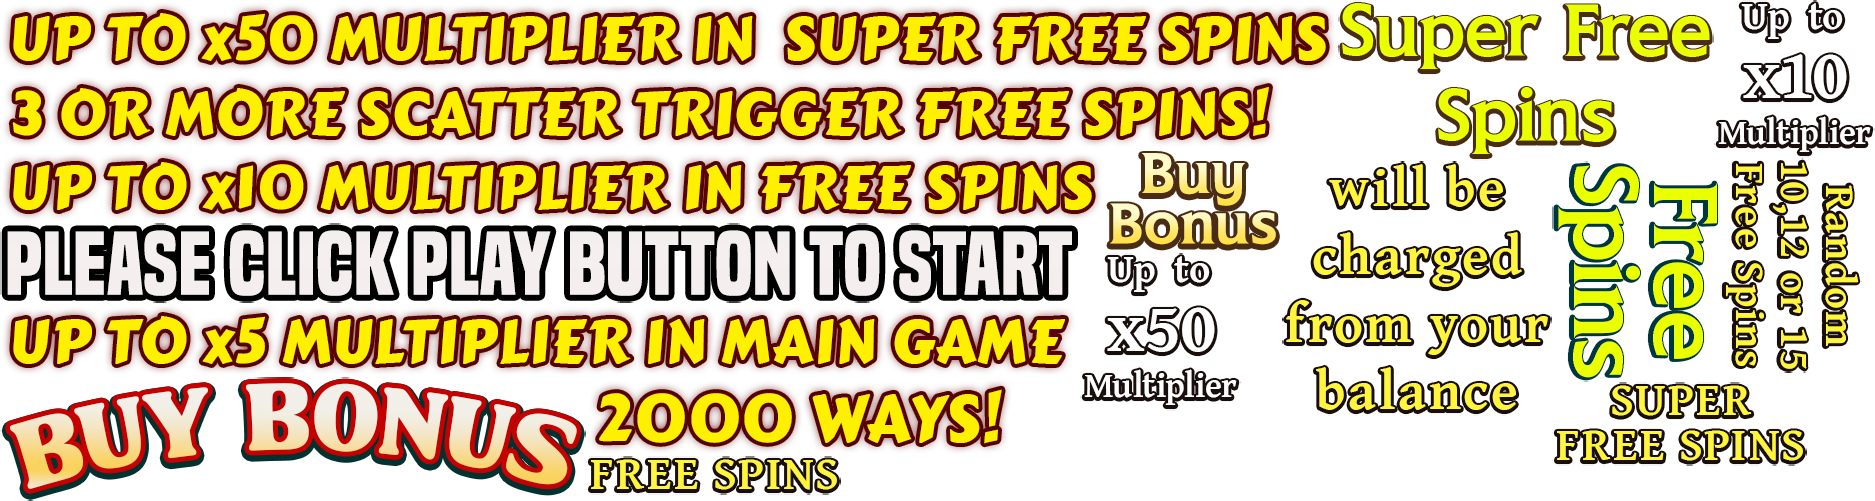 UP TO x50 MULTIPLIER IN SUPER FREE SPINS
3 OR MORE SCATTER TRIGGER FREE SPINS!
UP TO x10 MULTIPLIER IN FREE SPINS
PLEASE CLICK PLAY BUTTON TO START
UP TO x5 MULTIPLIER IN MAIN GAME
BUY BONUS
2000 WAYS!
FREE SPINS
Buy
Bonus
Up to
x50
Multiplier
Super Free
Spins
Up to
x10
Multiplier
will be
charged
from your
balance
Free
Spins
Random
10,12 or 15
Free Spins
SUPER
FREE SPINS